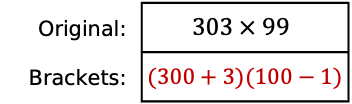 Original: 303 × 99
Brackets: (300 + 3)(100 − 1)